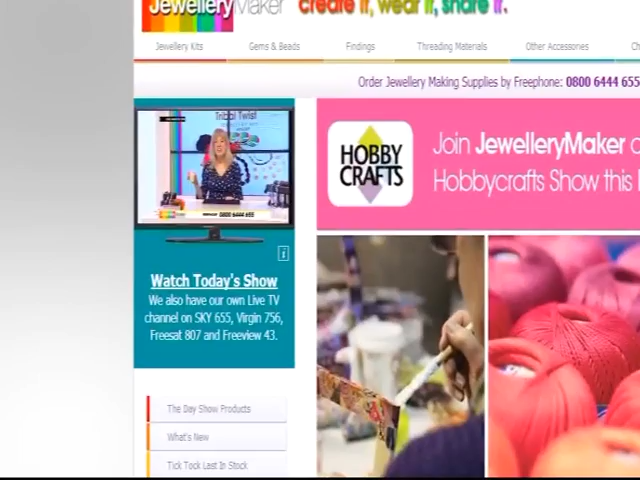 JewelleryMaker create it, wear it, share it.
Jewellery Kits Gems & Beads Findings Threading Materials Other Accessories
Order Jewellery Making Supplies by Freephone: 0800 6444 655
Tribal Twist
0800 6444 655
HOBBY
CRAFTS
Join JewelleryMaker
Hobbycrafts Show this
i
Watch Today's Show
We also have our own Live TV
channel on SKY 655, Virgin 756,
Freesat 807 and Freeview 43.
The Day Show Products
What's New
Tick Tock Last In Stock